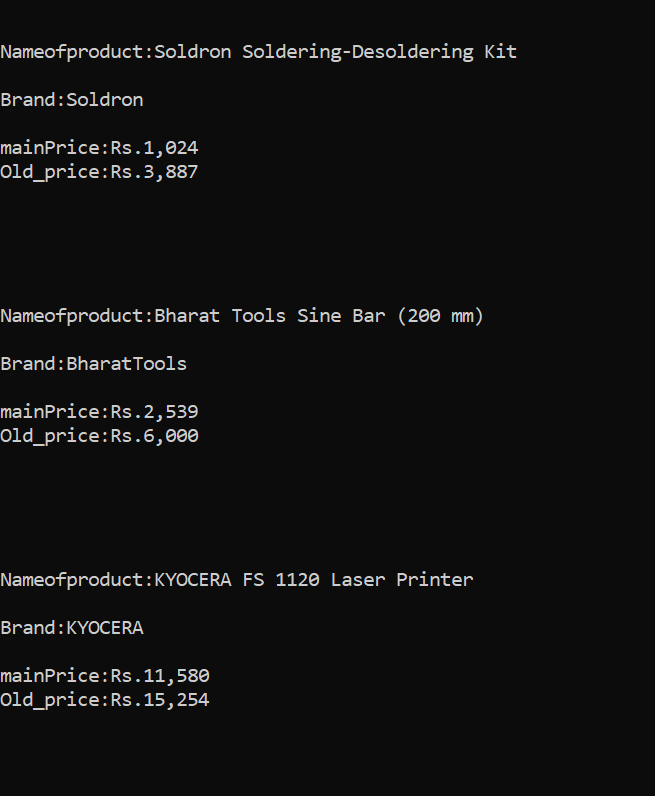 Nameofproduct:Soldron Soldering-Desoldering Kit
Brand:Soldron
mainPrice:Rs.1,024
Old_price:Rs.3,887
Nameofproduct:Bharat Tools Sine Bar (200 mm)
Brand:BharatTools
mainPrice:Rs.2,539
Old_price:Rs.6,000
Nameofproduct:KYOCERA FS 1120 Laser Printer
Brand:KYOCERA
mainPrice:Rs.11,580
Old_price:Rs.15,254